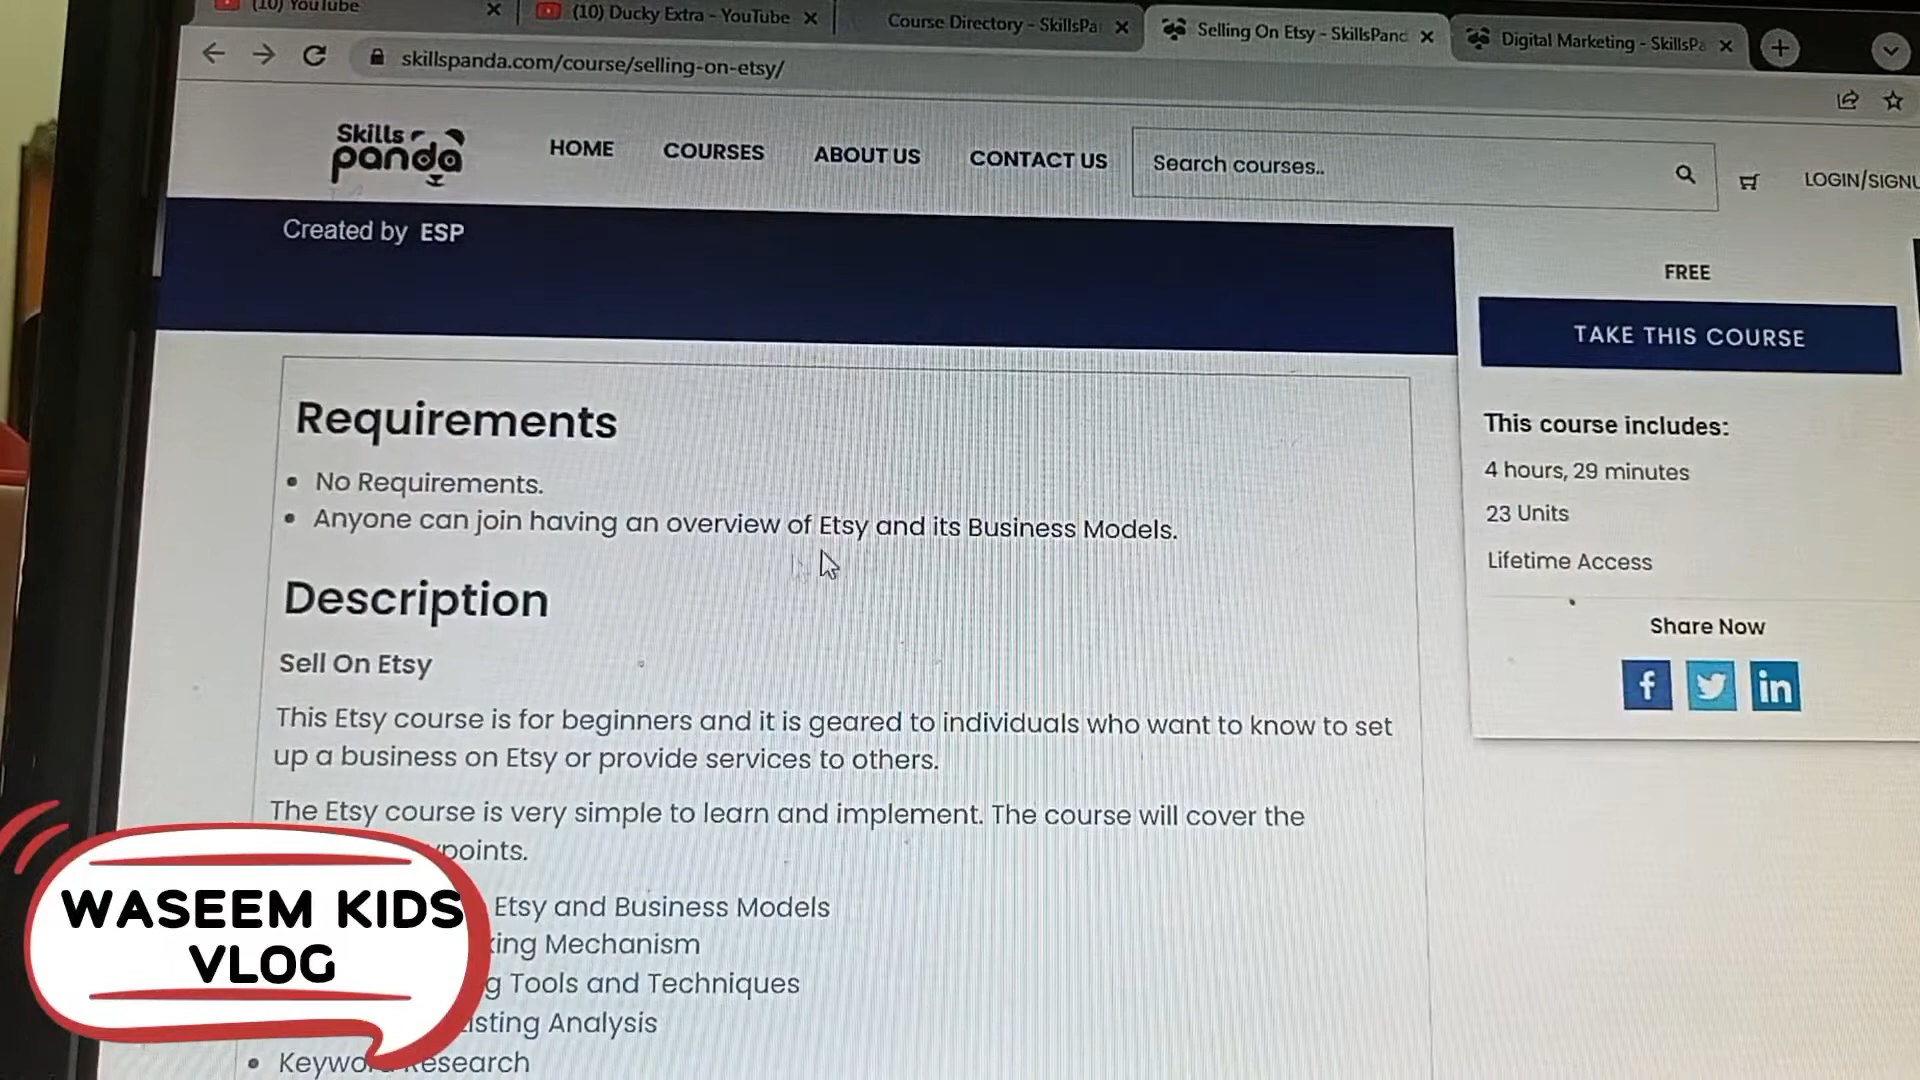 (10) YouTube
(10) Ducky Extra - YouTube
Course Directory - SkillsPa
Selling On Etsy - SkillsPanc
Digital Marketing - SkillsPa
skillspanda.com/course/selling-on-etsy/
Skills
panda
HOME
COURSES
ABOUT US
CONTACT US
Search courses..
LOGIN/SIGNU
Created by ESP
FREE
TAKE THIS COURSE
This course includes:
4 hours, 29 minutes
23 Units
Lifetime Access
Share Now
Requirements
• No Requirements.
• Anyone can join having an overview of Etsy and its Business Models.
Description
Sell On Etsy
This Etsy course is for beginners and it is geared to individuals who want to know to set
up a business on Etsy or provide services to others.
The Etsy course is very simple to learn and implement. The course will cover the
points.
Etsy and Business Models
Mechanism
Tools and Techniques
Analysis
• Keyword Research
WASEEM KIDS
VLOG